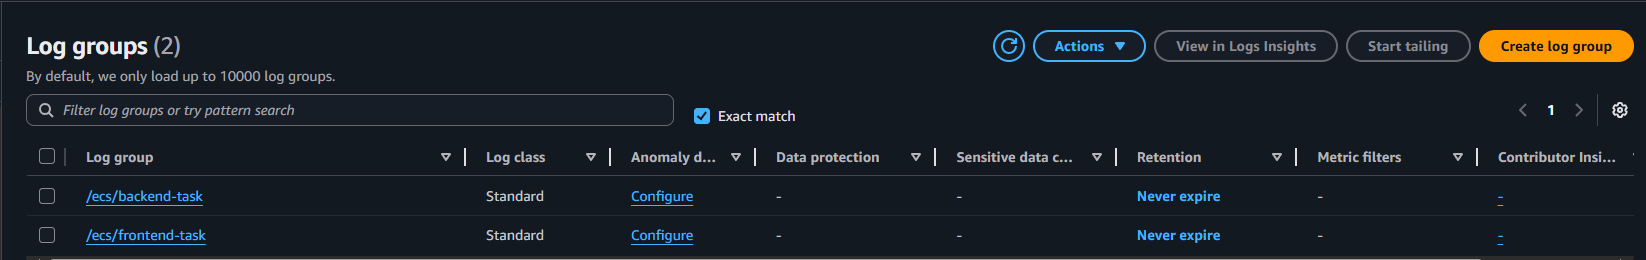 Log groups (2)
Actions
View in Logs Insights
Start tailing
Create log group
By default, we only load up to 10000 log groups.
Filter log groups or try pattern search
Exact match
1
Log group Log class Anomaly d... Data protection Sensitive data c... Retention Metric filters Contributor Insi...
/ecs/backend-task Standard Configure - - Never expire - -
/ecs/frontend-task Standard Configure - - Never expire - -